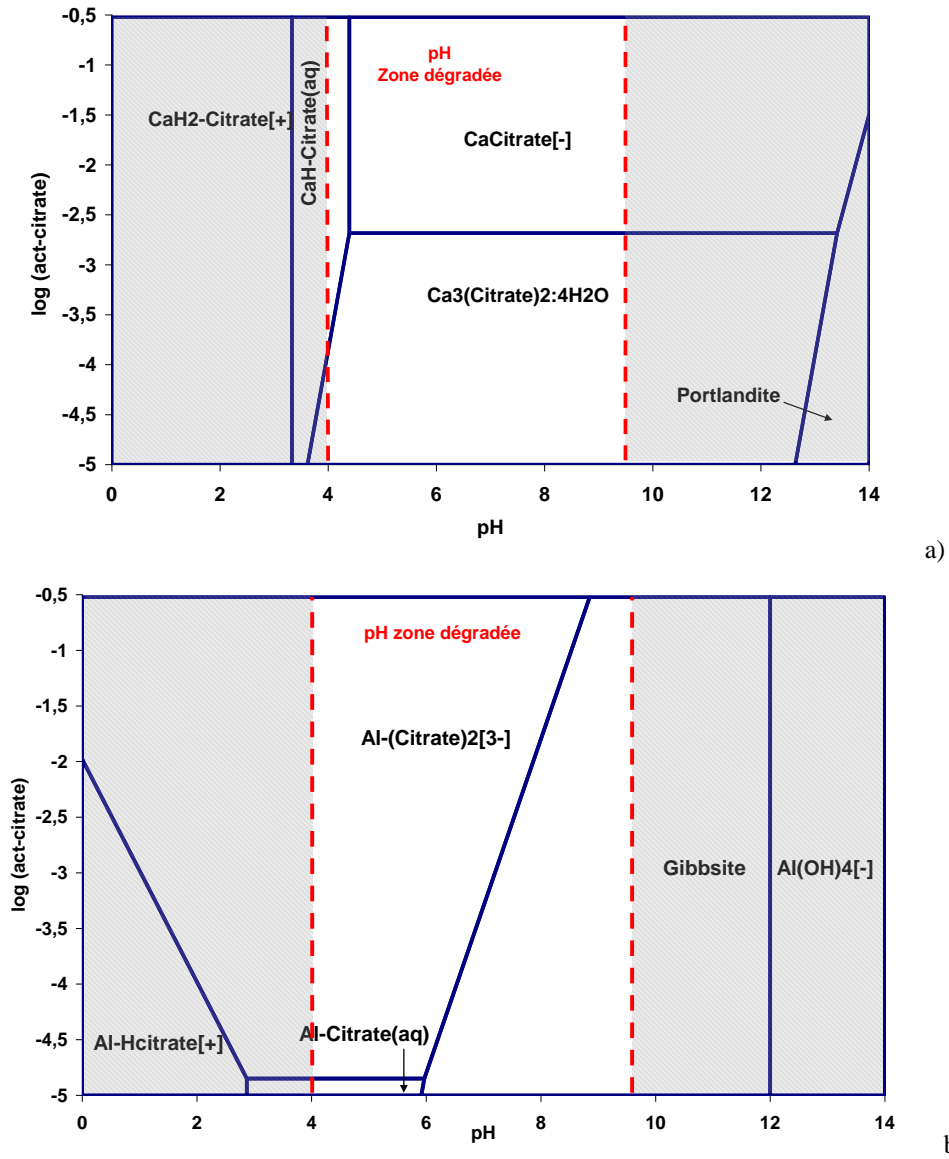 -0,5
-1
-1,5
-2
-2,5
-3
-3,5
-4
-4,5
-5
log (act-citrate)
pH
Zone dégradée
CaH2-Citrate[+]
CaH-Citrate(aq)
CaCitrate[-]
Ca3(Citrate)2:4H2O
Portlandite
0 2 4 6 8 10 12 14
pH
a)
-0,5
-1
-1,5
-2
-2,5
-3
-3,5
-4
-4,5
-5
log (act-citrate)
pH zone dégradée
Al-(Citrate)2[3-]
Gibbsite
Al(OH)4[-]
Al-Citrate(aq)
Al-Hcitrate[+]
0 2 4 6 8 10 12 14
pH
b